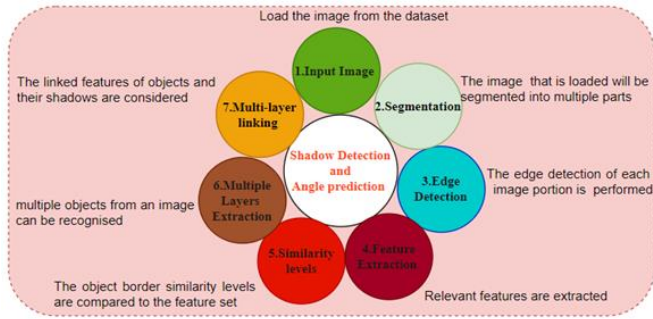 Load the image from the dataset
1.Input Image
The image that is loaded will be
segmented into multiple parts
2.Segmentation
The edge detection of each
image portion is performed
3.Edge
Detection
4.Feature
Extraction
Relevant features are extracted
5.Similarity
levels
The object border similarity levels
are compared to the feature set
6.Multiple
Layers
Extraction
multiple objects from an image
can be recognised
7.Multi-layer
linking
The linked features of objects and
their shadows are considered
Shadow Detection
and
Angle prediction